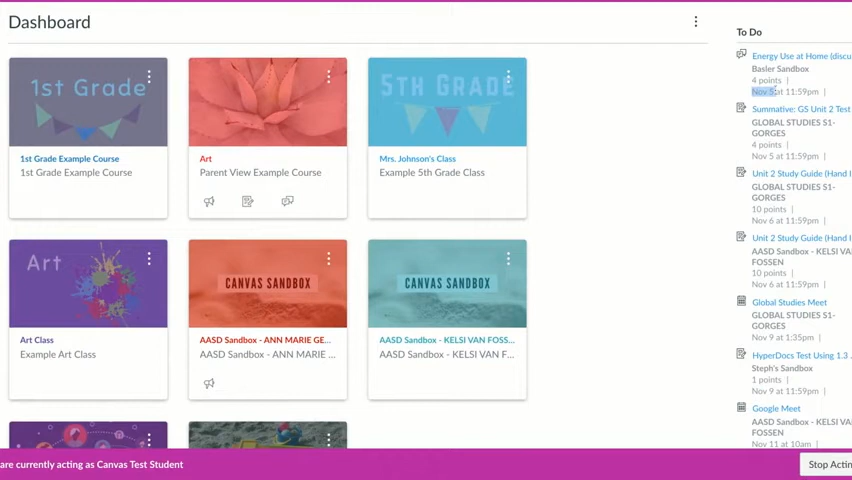 Dashboard
1st Grade
1st Grade Example Course
1st Grade Example Course
Art
Parent View Example Course
5TH GRADE
Mrs. Johnson's Class
Example 5th Grade Class
Art
Art Class
Example Art Class
CANVAS SANDBOX
AASD Sandbox - ANN MARIE GE...
AASD Sandbox - ANN MARIE ...
CANVAS SANDBOX
AASD Sandbox - KELSI VAN FOSS...
AASD Sandbox - KELSI VAN F...
To Do
Energy Use at Home (discu
Basler Sandbox
4 points |
Nov 5 at 11:59pm |
Summative: GS Unit 2 Test
GLOBAL STUDIES S1-
GORGES
4 points |
Nov 5 at 11:59pm |
Unit 2 Study Guide (Hand I
GLOBAL STUDIES S1-
GORGES
10 points |
Nov 6 at 11:59pm |
Unit 2 Study Guide (Hand I
AASD Sandbox - KELSI VA
FOSSEN
10 points |
Nov 6 at 11:59pm |
Global Studies Meet
GLOBAL STUDIES S1-
GORGES
Nov 9 at 1:35pm |
HyperDocs Test Using 1.3 .
Steph's Sandbox
1 points |
Nov 9 at 11:59pm |
Google Meet
AASD Sandbox - KELSI VA
FOSSEN
Nov 11 at 10am |
are currently acting as Canvas Test Student
Stop Actin